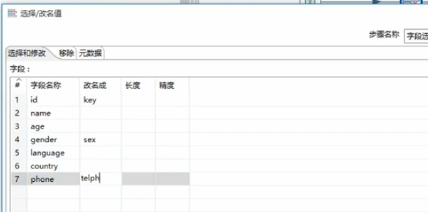 选择/改名值
步骤名称 字段选
选择和修改 移除 元数据
字段：
# 字段名称 改名成 长度 精度
1 id key
2 name
3 age
4 gender sex
5 language
6 country
7 phone telph